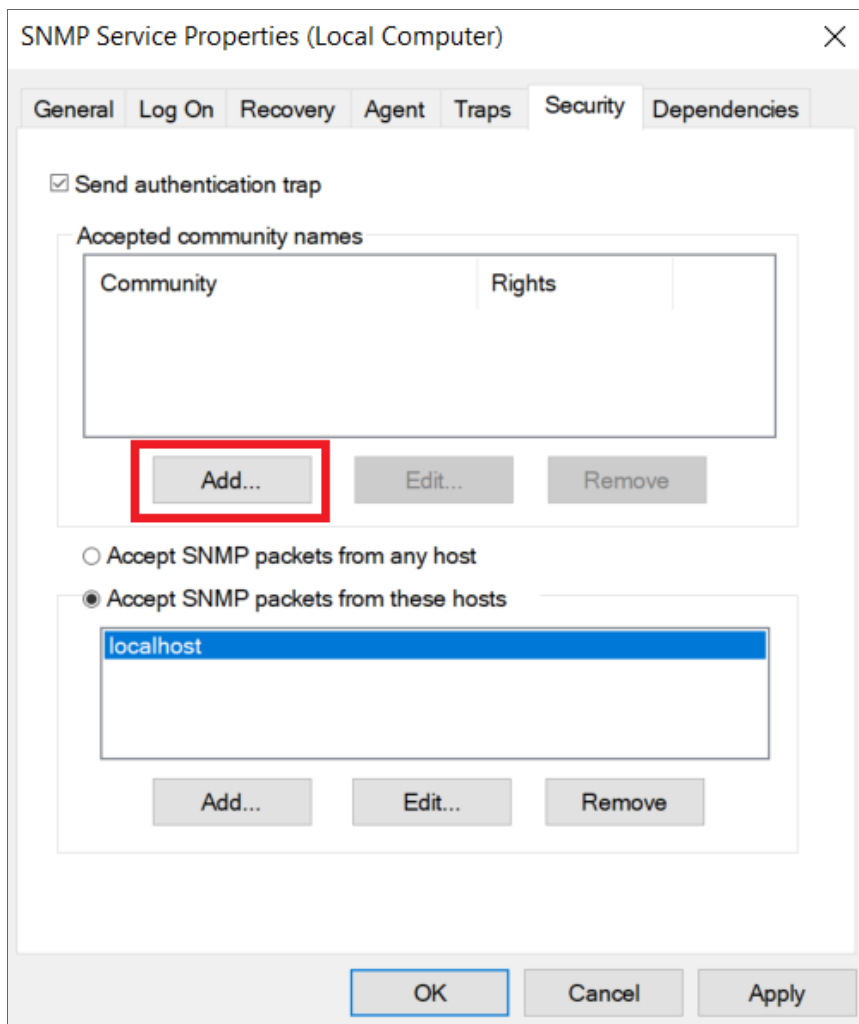 SNMP Service Properties (Local Computer)
General Log On Recovery Agent Traps Security Dependencies
Send authentication trap
Accepted community names
Community Rights
Add... Edit... Remove
Accept SNMP packets from any host
Accept SNMP packets from these hosts
localhost
Add... Edit... Remove
OK Cancel Apply